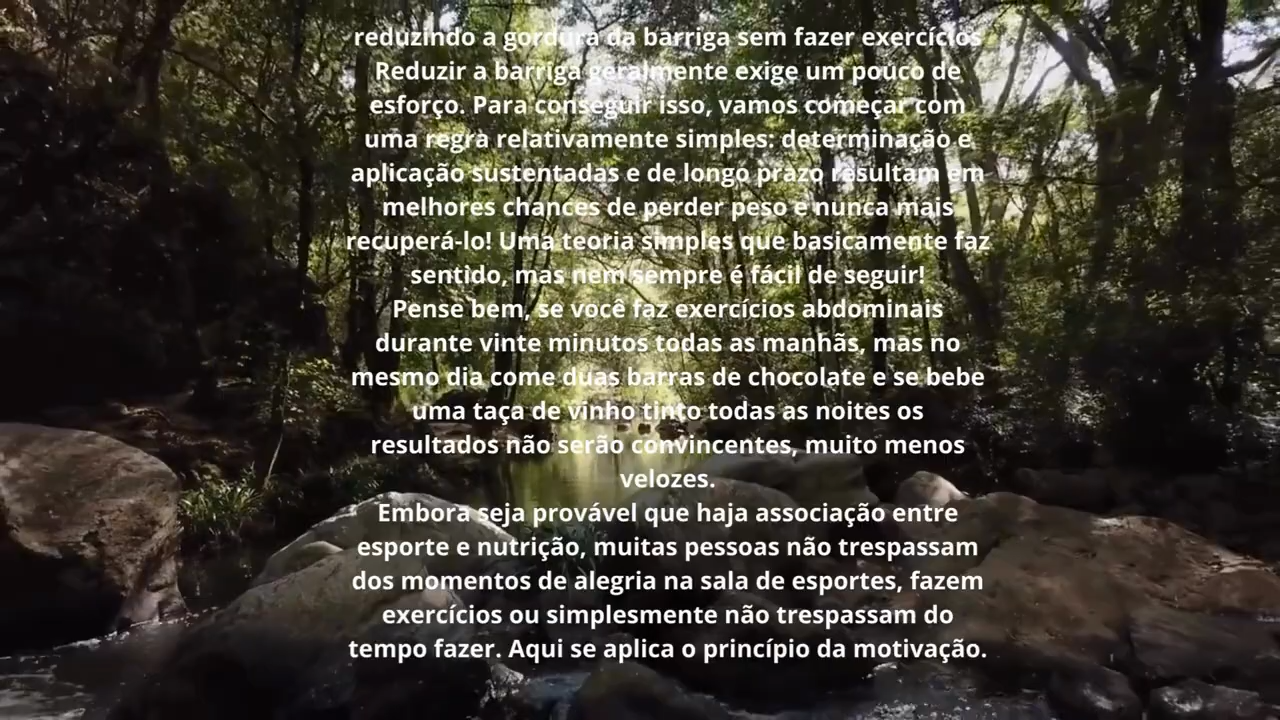 reduzindo a gordura da barriga sem fazer exercícios
Reduzir a barriga geralmente exige um pouco de
esforço. Para conseguir isso, vamos começar com
uma regra relativamente simples: determinação e
aplicação sustentadas e de longo prazo resultam em
melhores chances de perder peso e nunca mais
recuperá-lo! Uma teoria simples que basicamente faz
sentido, mas nem sempre é fácil de seguir!
Pense bem, se você faz exercícios abdominais
durante vinte minutos todas as manhãs, mas no
mesmo dia come duas barras de chocolate e se bebe
uma taça de vinho tinto todas as noites os
resultados não serão convincentes, muito menos
velozes.
Embora seja provável que haja associação entre
esporte e nutrição, muitas pessoas não trespassam
dos momentos de alegria na sala de esportes, fazem
exercícios ou simplesmente não trespassam do
tempo fazer. Aqui se aplica o princípio da motivação.